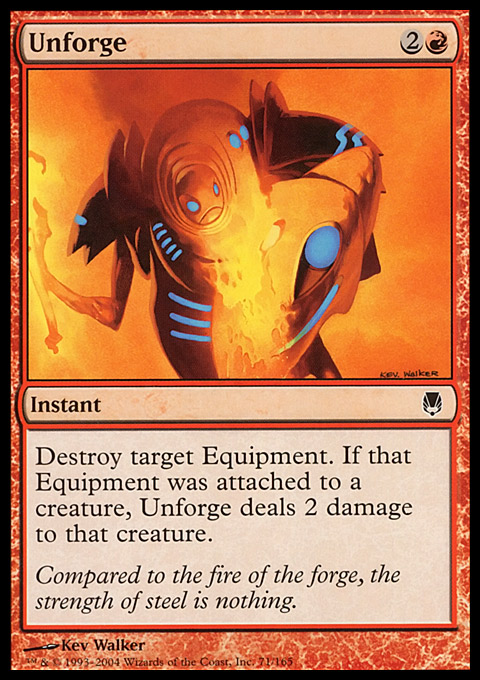 Unforge 2
KEV. WALKER
Instant
Destroy target Equipment. If that
Equipment was attached to a
creature, Unforge deals 2 damage
to that creature.
Compared to the fire of the forge, the
strength of steel is nothing.
Kev Walker
™ & © 1993-2004 Wizards of the Coast, Inc. 71/165